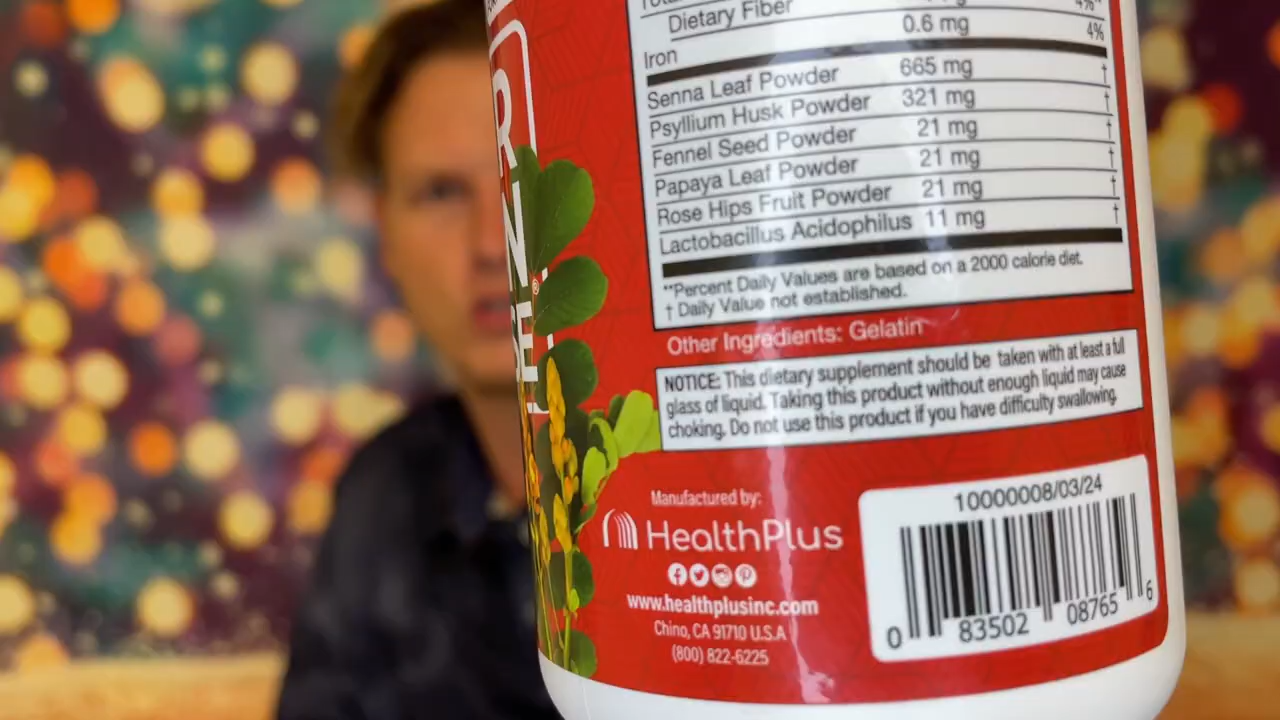 Dietary Fiber 4%**
Iron 0.6 mg 4%
Senna Leaf Powder 665 mg †
Psyllium Husk Powder 321 mg †
Fennel Seed Powder 21 mg †
Papaya Leaf Powder 21 mg †
Rose Hips Fruit Powder 21 mg †
Lactobacillus Acidophilus 11 mg †
**Percent Daily Values are based on a 2000 calorie diet.
† Daily Value not established.
Other Ingredients: Gelatin
NOTICE: This dietary supplement should be taken with at least a full
glass of liquid. Taking this product without enough liquid may cause
choking. Do not use this product if you have difficulty swallowing.
Manufactured by:
HealthPlus
www.healthplusinc.com
Chino, CA 91710 U.S.A
(800) 822-6225
10000008/03/24
0 83502 08765 6